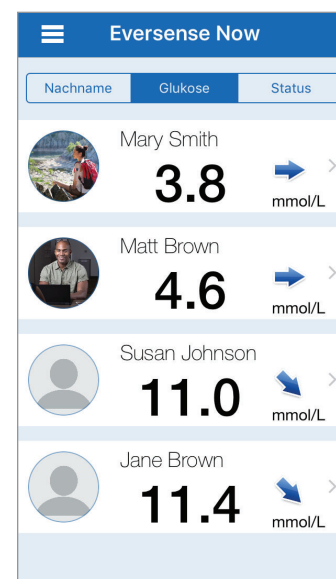 Eversense Now
Nachname Glukose Status
Mary Smith
3.8
mmol/L
Matt Brown
4.6
mmol/L
Susan Johnson
11.0
mmol/L
Jane Brown
11.4
mmol/L